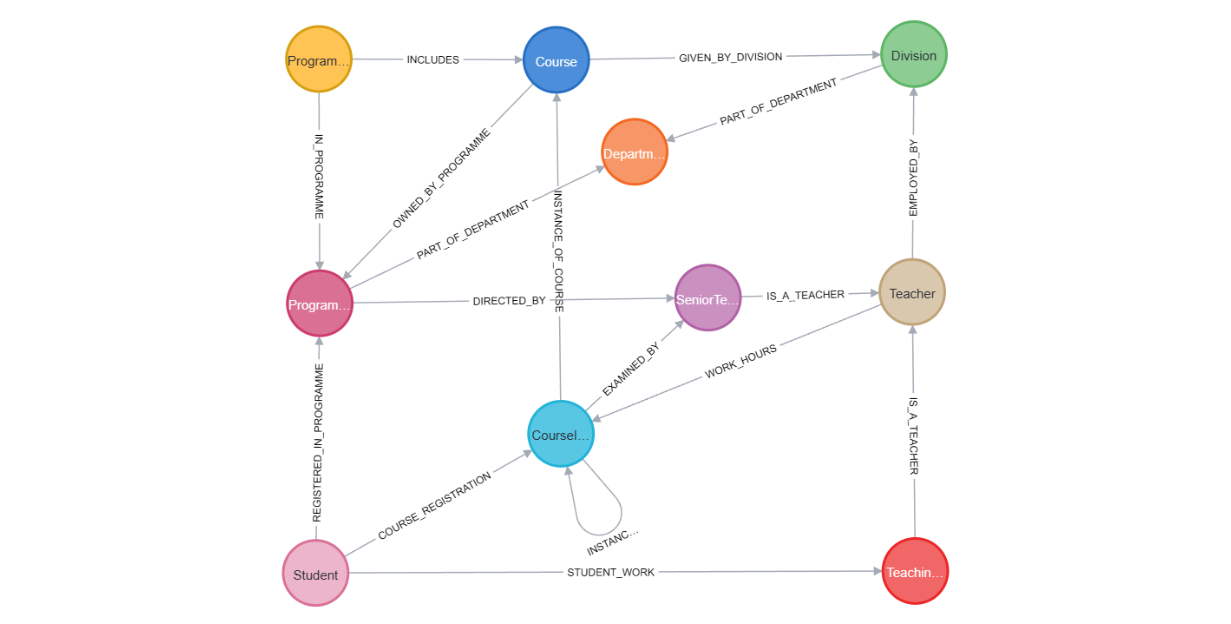 Program…
INCLUDES
Course
GIVEN_BY_DIVISION
Division
PART_OF_DEPARTMENT
Departm…
IN_PROGRAMME
OWNED_BY_PROGRAMME
INSTANCE_OF_COURSE
EMPLOYED_BY
PART_OF_DEPARTMENT
Program…
DIRECTED_BY
SeniorTe…
IS_A_TEACHER
Teacher
EXAMINED_BY
WORK_HOURS
CourseI…
REGISTERED_IN_PROGRAMME
COURSE_REGISTRATION
IS_A_TEACHER
INSTANC…
Student
STUDENT_WORK
Teachin…